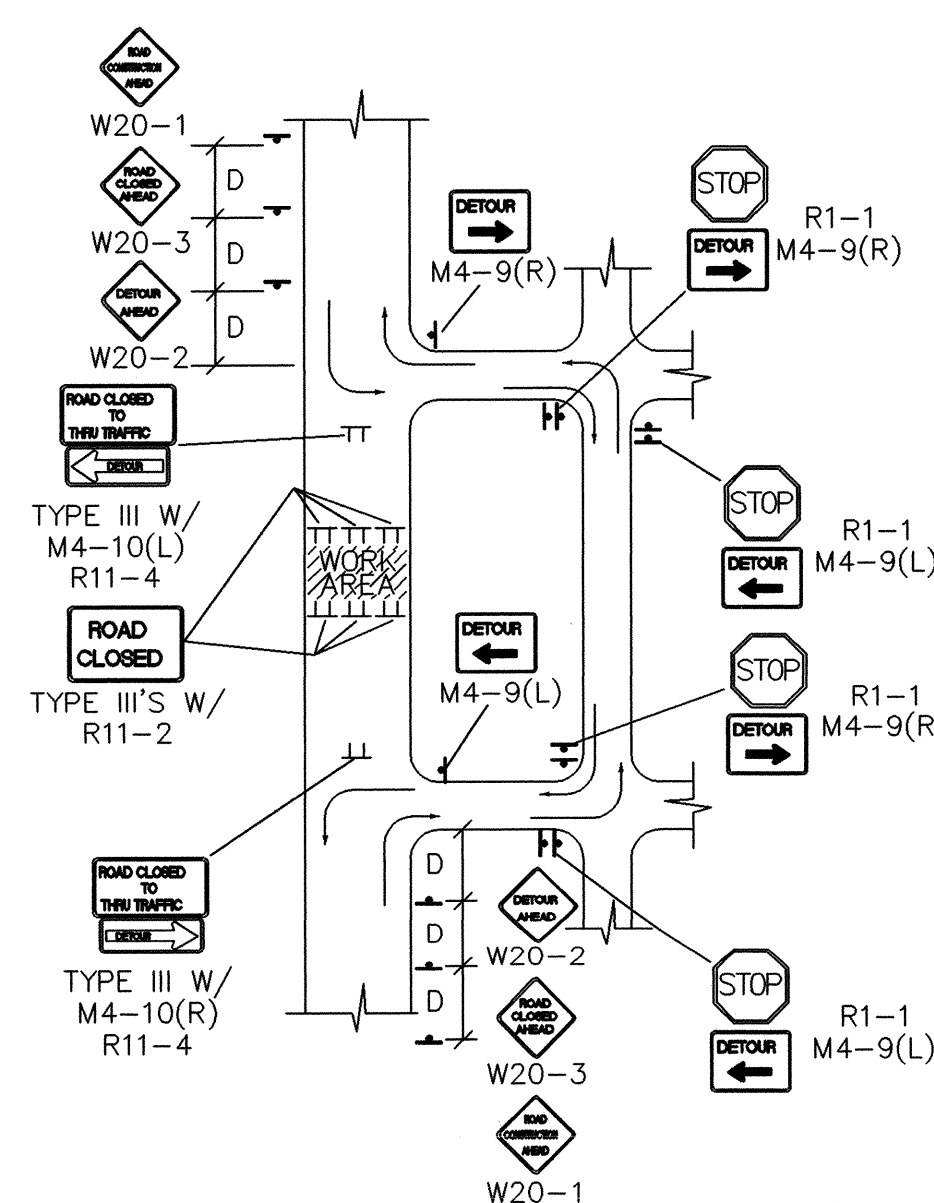 ROAD
CONSTRUCTION
AHEAD
W20-1
ROAD
CLOSED
AHEAD
W20-3
DETOUR
AHEAD
W20-2
D
D
D
DETOUR
M4-9(R)
STOP
DETOUR
R1-1
M4-9(R)
ROAD CLOSED
TO
THRU TRAFFIC
DETOUR
TYPE III W/
M4-10(L)
R11-4
WORK
AREA
STOP
DETOUR
R1-1
M4-9(L)
ROAD
CLOSED
TYPE III'S W/
R11-2
DETOUR
M4-9(L)
STOP
DETOUR
R1-1
M4-9(R
ROAD CLOSED
TO
THRU TRAFFIC
DETOUR
TYPE III W/
M4-10(R)
R11-4
D
D
D
DETOUR
AHEAD
W20-2
ROAD
CLOSED
AHEAD
W20-3
ROAD
CONSTRUCTION
AHEAD
W20-1
STOP
DETOUR
R1-1
M4-9(L)